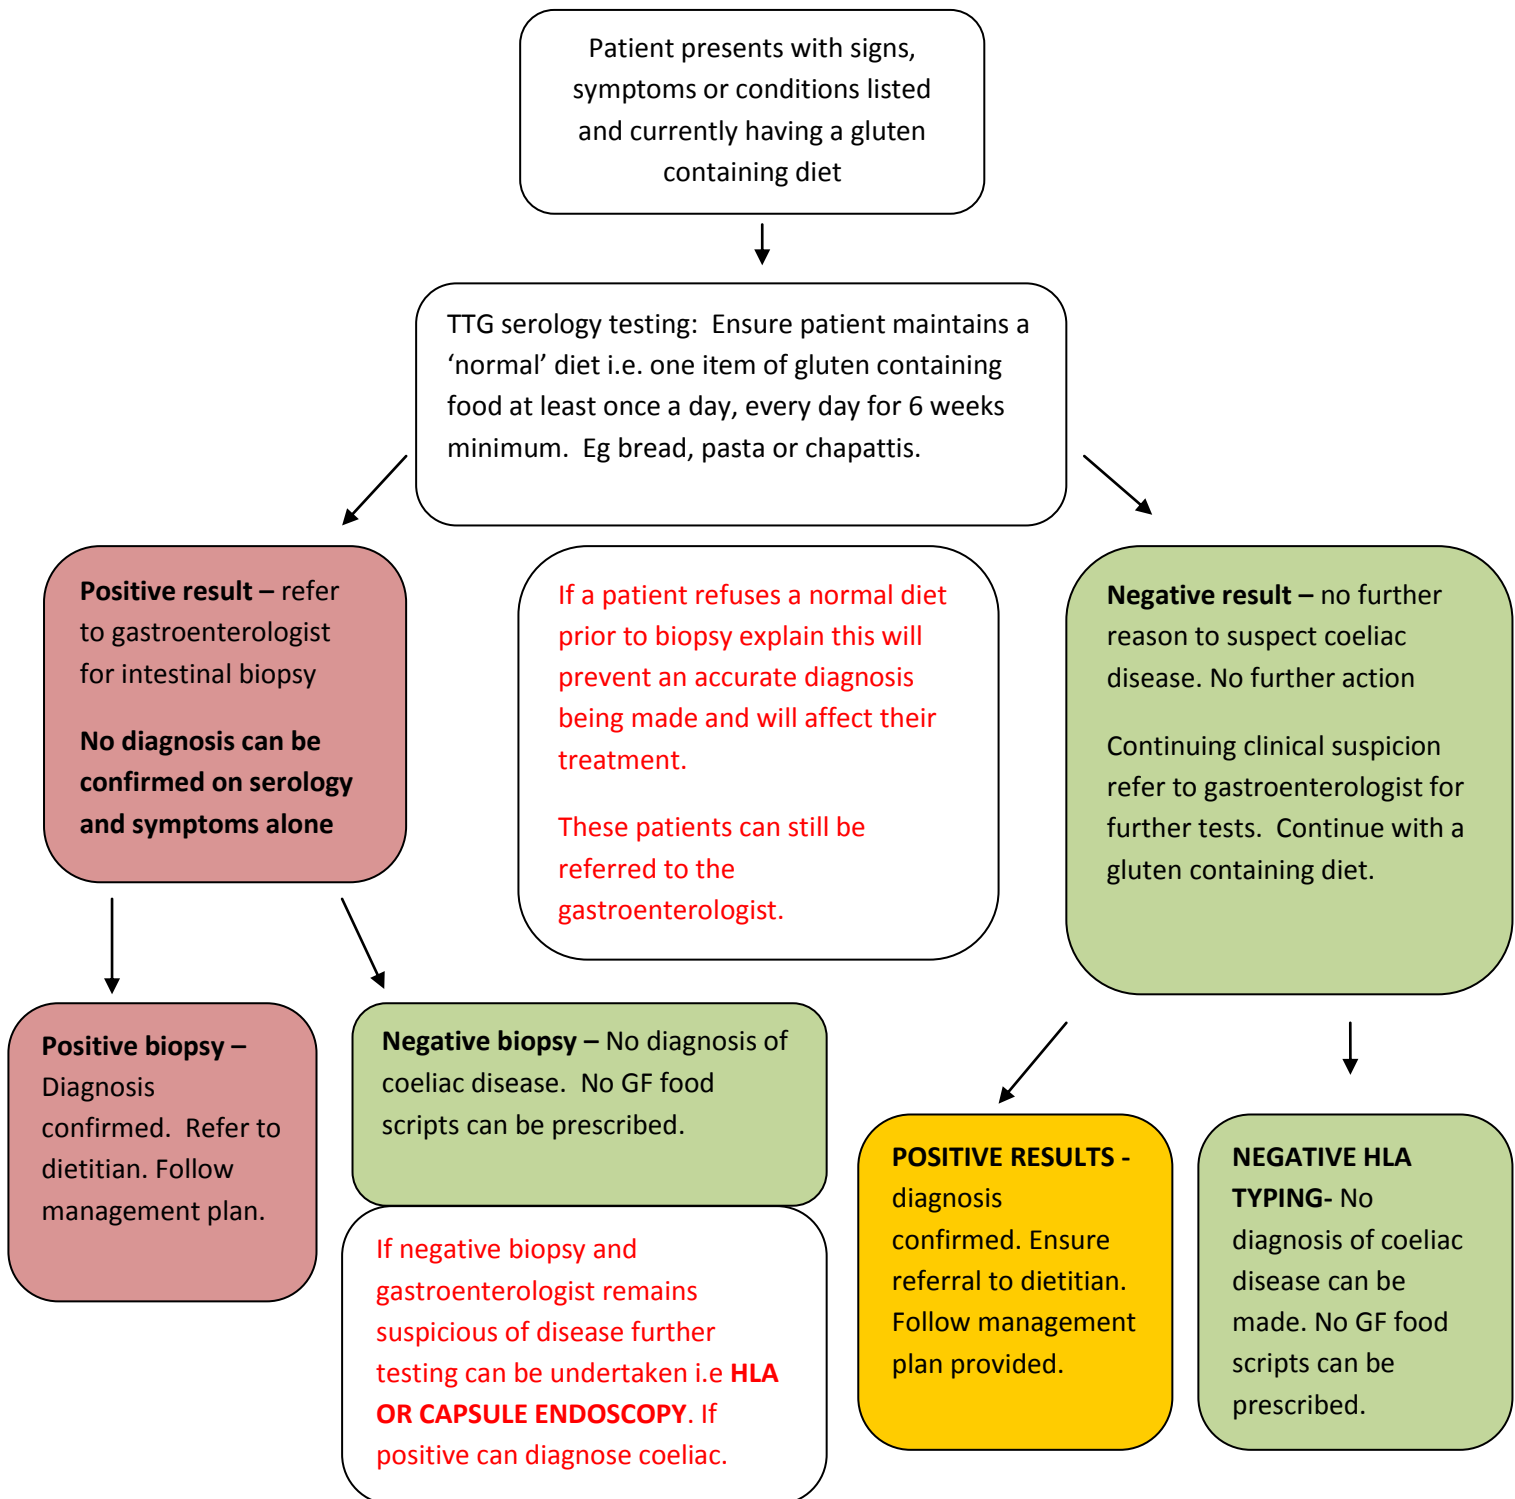 Patient presents with signs,
symptoms or conditions listed
and currently having a gluten
containing diet
TTG serology testing:  Ensure patient maintains a
‘normal’ diet i.e. one item of gluten containing
food at least once a day, every day for 6 weeks
minimum.  Eg bread, pasta or chapattis.
Positive result – refer
to gastroenterologist
for intestinal biopsy
No diagnosis can be
confirmed on serology
and symptoms alone
If a patient refuses a normal diet
prior to biopsy explain this will
prevent an accurate diagnosis
being made and will affect their
treatment.
These patients can still be
referred to the
gastroenterologist.
Negative result – no further
reason to suspect coeliac
disease. No further action
Continuing clinical suspicion
refer to gastroenterologist for
further tests.  Continue with a
gluten containing diet.
Positive biopsy –
Diagnosis
confirmed.  Refer to
dietitian. Follow
management plan.
Negative biopsy – No diagnosis of
coeliac disease.  No GF food
scripts can be prescribed.
If negative biopsy and
gastroenterologist remains
suspicious of disease further
testing can be undertaken i.e HLA
OR CAPSULE ENDOSCOPY. If
positive can diagnose coeliac.
POSITIVE RESULTS -
diagnosis
confirmed. Ensure
referral to dietitian.
Follow management
plan provided.
NEGATIVE HLA
TYPING- No
diagnosis of coeliac
disease can be
made. No GF food
scripts can be
prescribed.